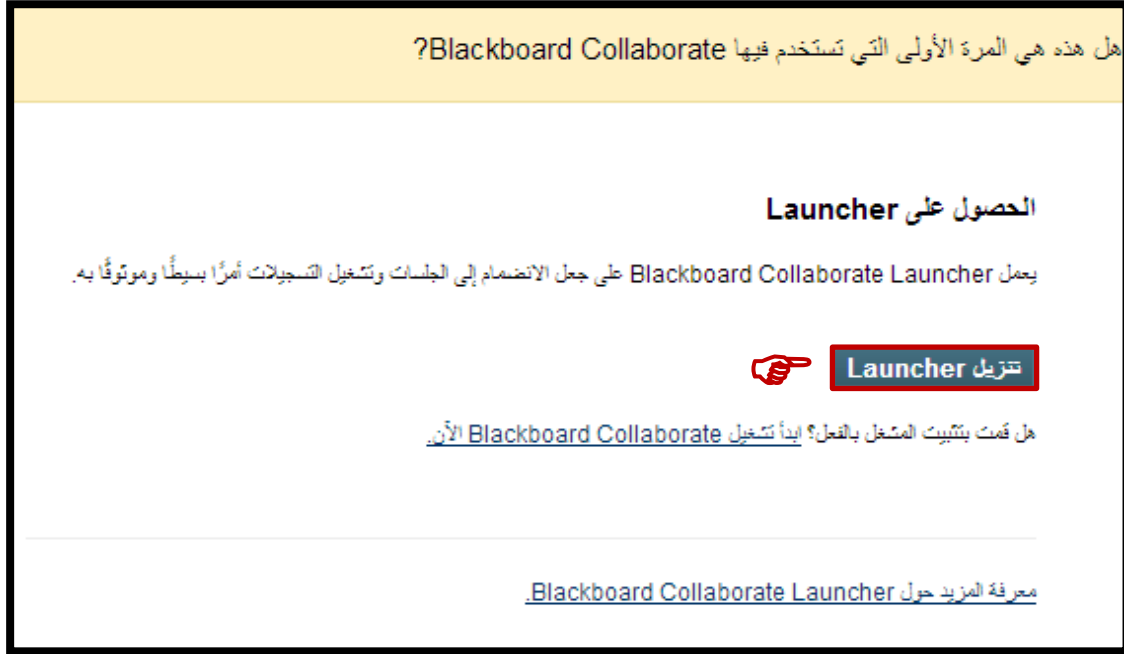 هل هذه هي المرة الأولى التي تستخدم فيها Blackboard Collaborate?
الحصول على Launcher
يعمل Blackboard Collaborate Launcher على جعل الانضمام إلى الجلسات وتشغيل التسجيلات أمرًا بسيطًا وموثوقًا به.
تنزيل Launcher
هل قمت بتثبيت المشغل بالفعل؟ ابدأ تشغيل Blackboard Collaborate الآن.
معرفة المزيد حول Blackboard Collaborate Launcher.